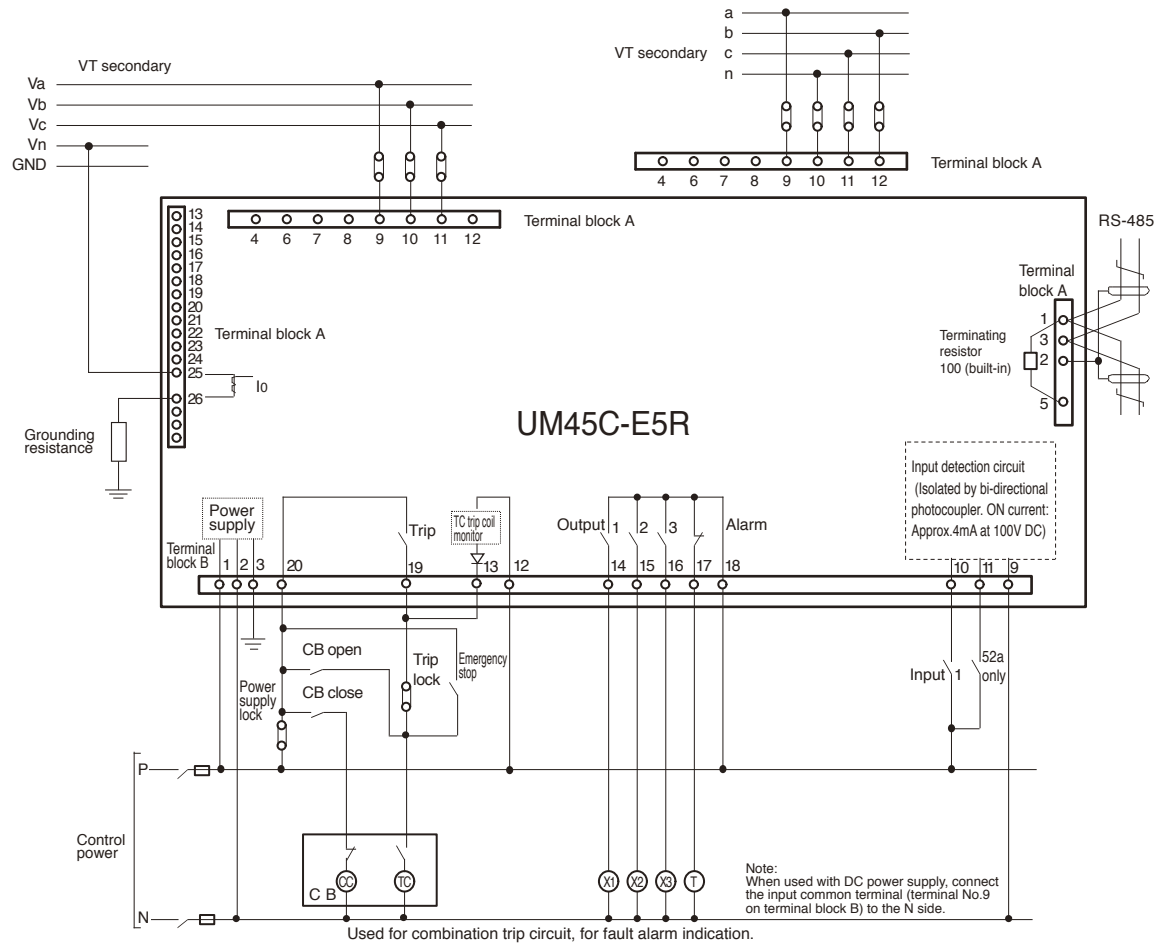 a
b
VT secondary c
n
VT secondary
Va
Vb
Vc
Vn
GND
Terminal block A
4 6 7 8 9 10 11 12
RS-485
13
14
15
16
17
18
19
20
21
22
23
24
25
26
Terminal block A
4 6 7 8 9 10 11 12
Terminal block A
Terminal
block A
1
3
2
5
Terminating
resistor
100 (built-in)
Io
Grounding
resistance
UM45C-E5R
Input detection circuit
(Isolated by bi-directional
photocoupler. ON current:
Approx.4mA at 100V DC)
Power
supply
Terminal
block B
1 2 3 20
Trip
19
TC trip coil
monitor
13 12
Output 1 2 3 Alarm
14 15 16 17 18
10 11 9
CB open
CB close
Power
supply
lock
Trip
lock
Emergency
stop
Input 1
52a
only
P
Control
power
N
CC TC
C B
X1 X2 X3 T
Note:
When used with DC power supply, connect
the input common terminal (terminal No.9
on terminal block B) to the N side.
Used for combination trip circuit, for fault alarm indication.